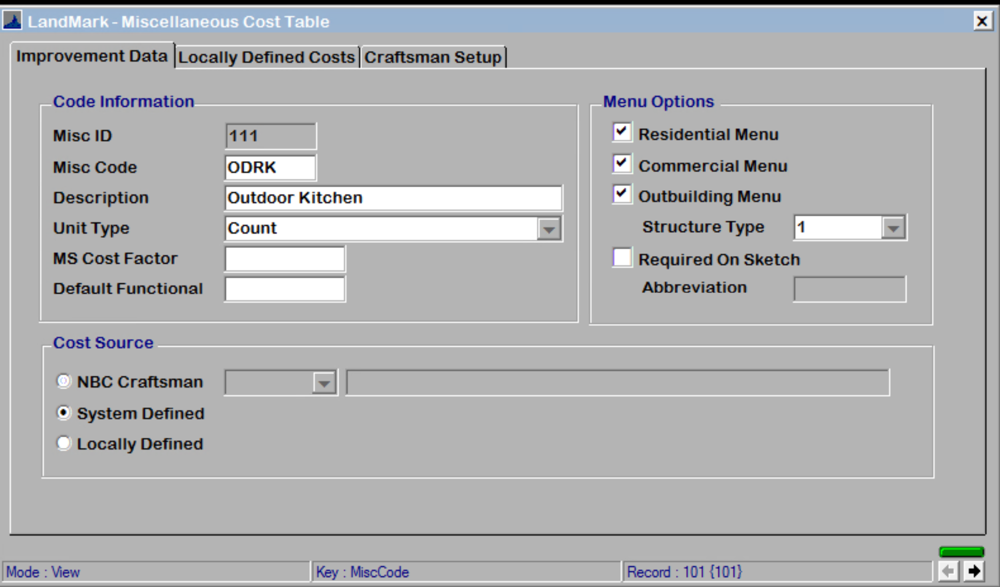 LandMark - Miscellaneous Cost Table
Improvement Data
Locally Defined Costs
Craftsman Setup
Code Information
Misc ID
111
Misc Code
ODRK
Description
Outdoor Kitchen
Unit Type
Count
MS Cost Factor
Default Functional
Menu Options
Residential Menu
Commercial Menu
Outbuilding Menu
Structure Type
1
Required On Sketch
Abbreviation
Cost Source
NBC Craftsman
System Defined
Locally Defined
Mode : View
Key : MiscCode
Record : 101 {101}